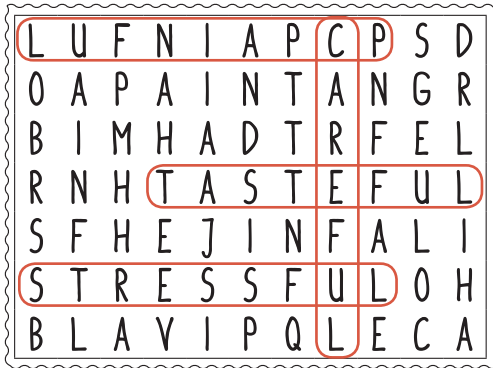 L U F N I A P C P S D
O A P A I N T A N G R
B I M H A D T R F E L
R N H T A S T E F U L
S F H E J I N F A L I
S T R E S S F U L O H
B L A V I P Q L E C A